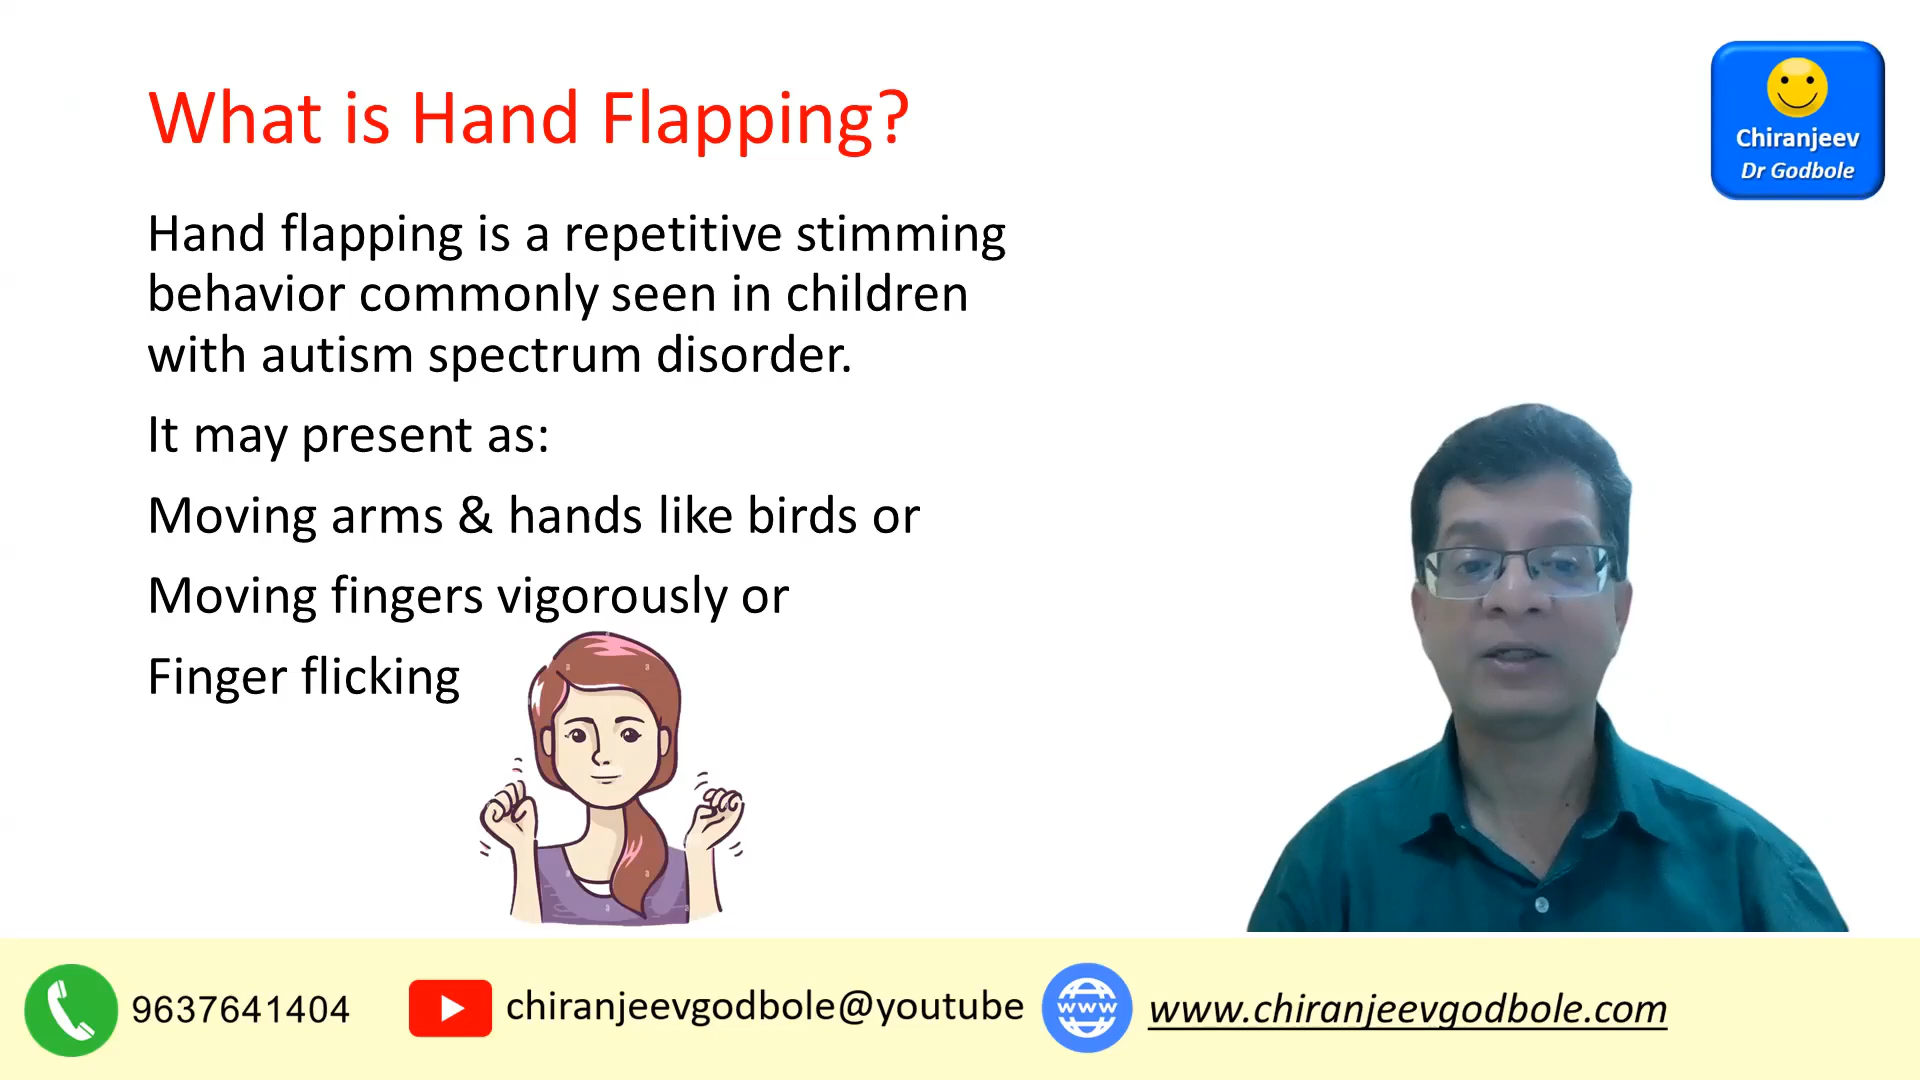 What is Hand Flapping?
Chiranjeev
Dr Godbole
Hand flapping is a repetitive stimming
behavior commonly seen in children
with autism spectrum disorder.
It may present as:
Moving arms & hands like birds or
Moving fingers vigorously or
Finger flicking
9637641404
chiranjeevgodbole@youtube
www
www.chiranjeevgodbole.com